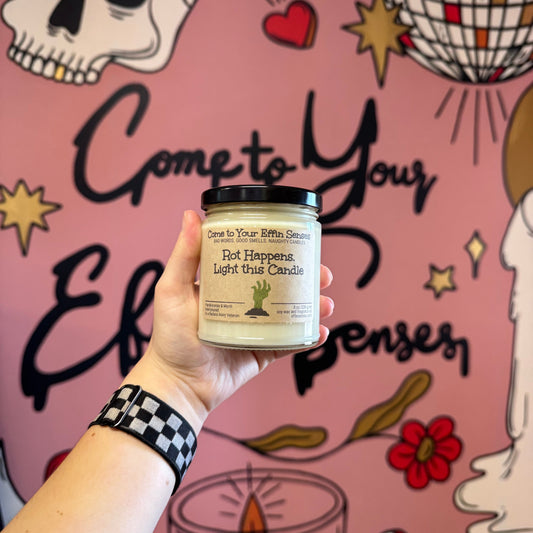 Come to Your
Effin Senses
Come to Your Effin Senses
BAD WORDS, GOOD SMELLS, NAUGHTY CANDLES
Rot Happens.
Light this Candle